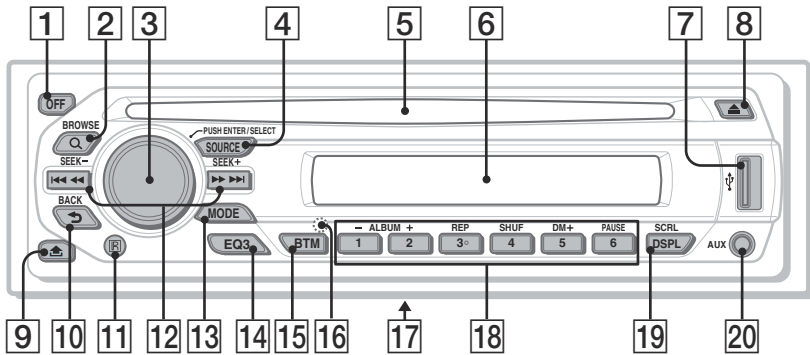 1 2 3 4 5 6 7 8
OFF
BROWSE
PUSH ENTER / SELECT
SOURCE
SEEK–
SEEK+
BACK
MODE
EQ3
BTM
– ALBUM + REP SHUF DM+ PAUSE
1 2 3 4 5 6
SCRL
DSPL
AUX
R
9 10 11 12 13 14 15 16 17 18 19 20